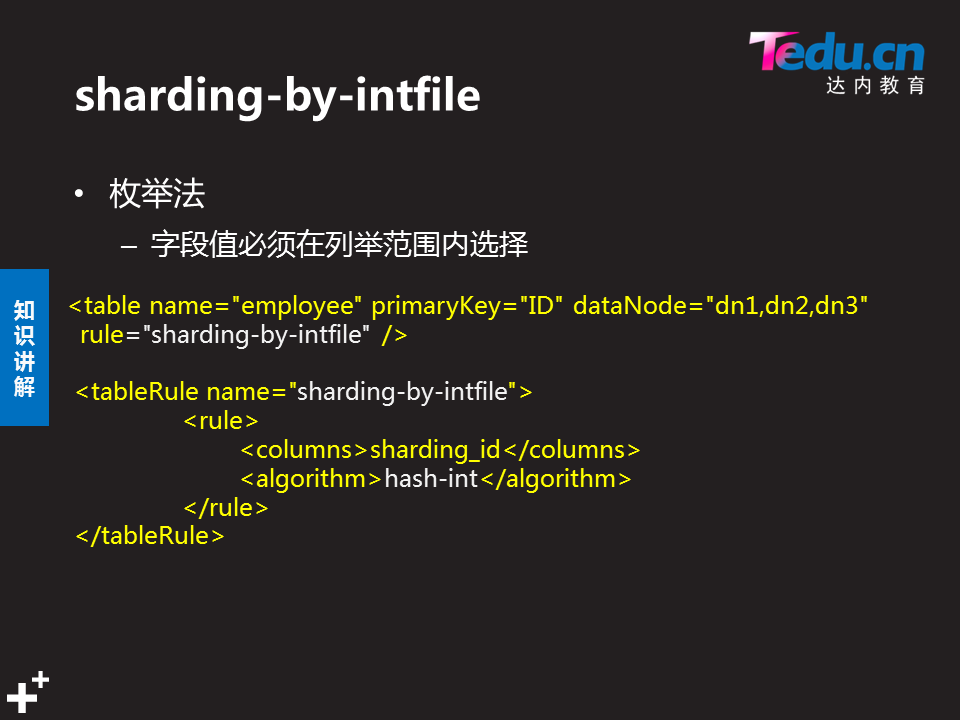 Tedu.cn
达内教育
sharding-by-intfile
• 枚举法
– 字段值必须在列举范围内选择
知识讲解
<table name="employee" primaryKey="ID" dataNode="dn1,dn2,dn3"
rule="sharding-by-intfile" />
<tableRule name="sharding-by-intfile">
<rule>
<columns>sharding_id</columns>
<algorithm>hash-int</algorithm>
</rule>
</tableRule>